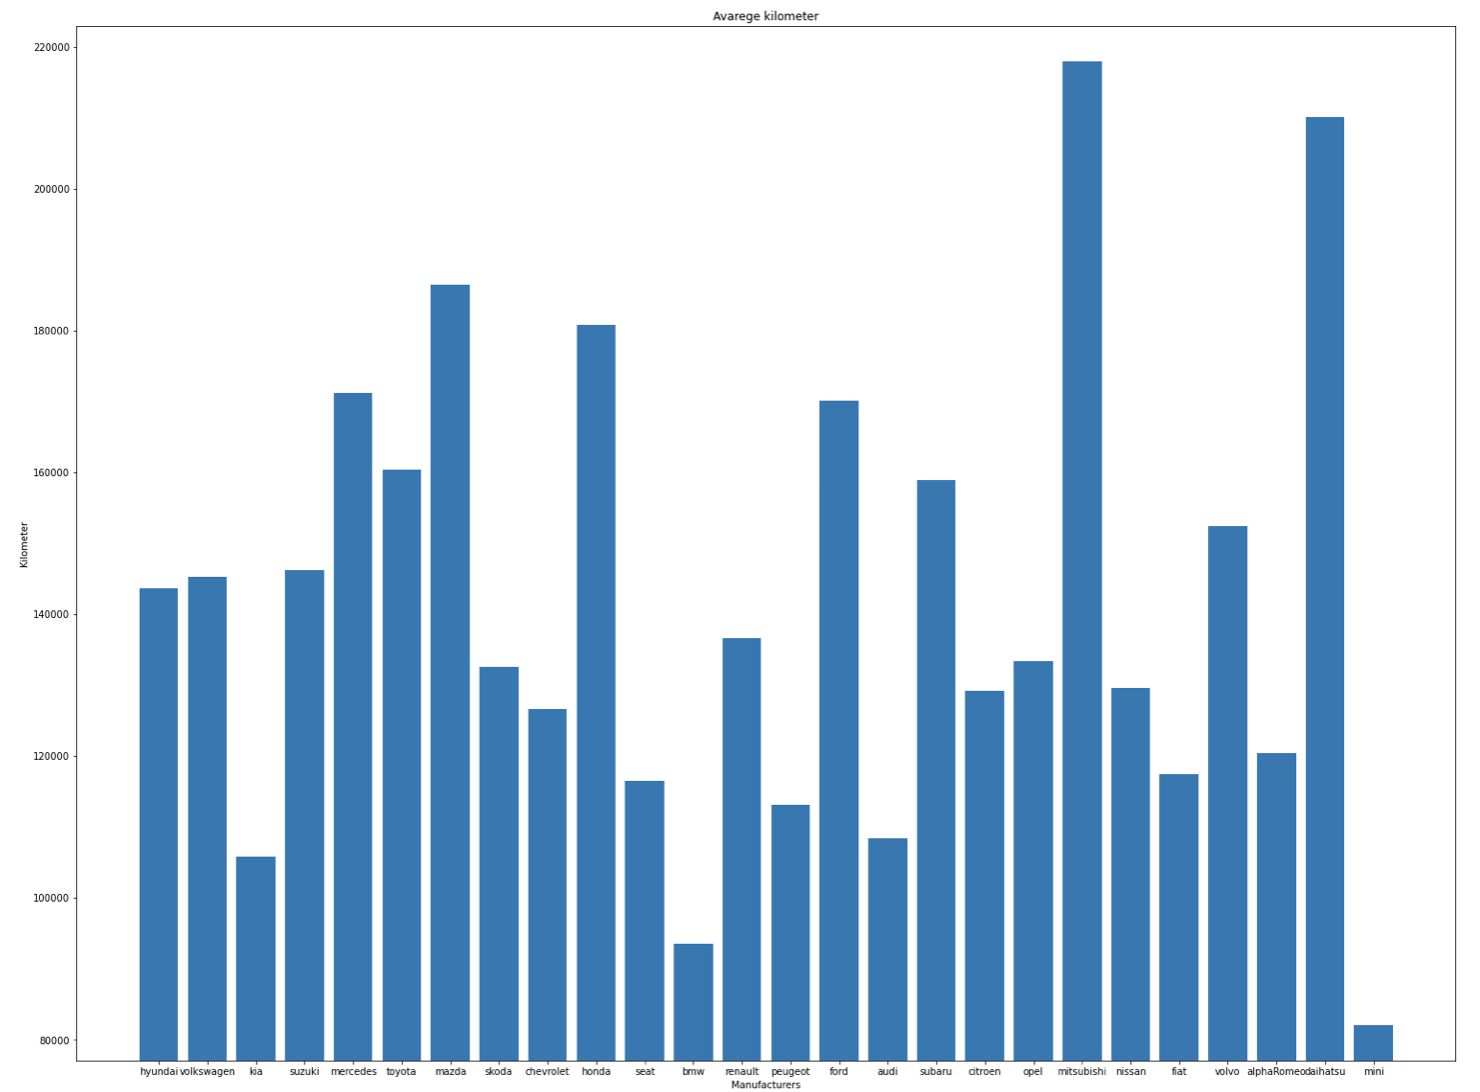 Avarege kilometer
220000
200000
180000
160000
140000
120000
100000
80000
Kilometer
hyundai volkswagen kia suzuki mercedes toyota mazda skoda chevrolet honda seat bmw renault peugeot ford audi subaru citroen opel mitsubishi nissan fiat volvo alphaRomeo daihatsu mini
Manufacturers